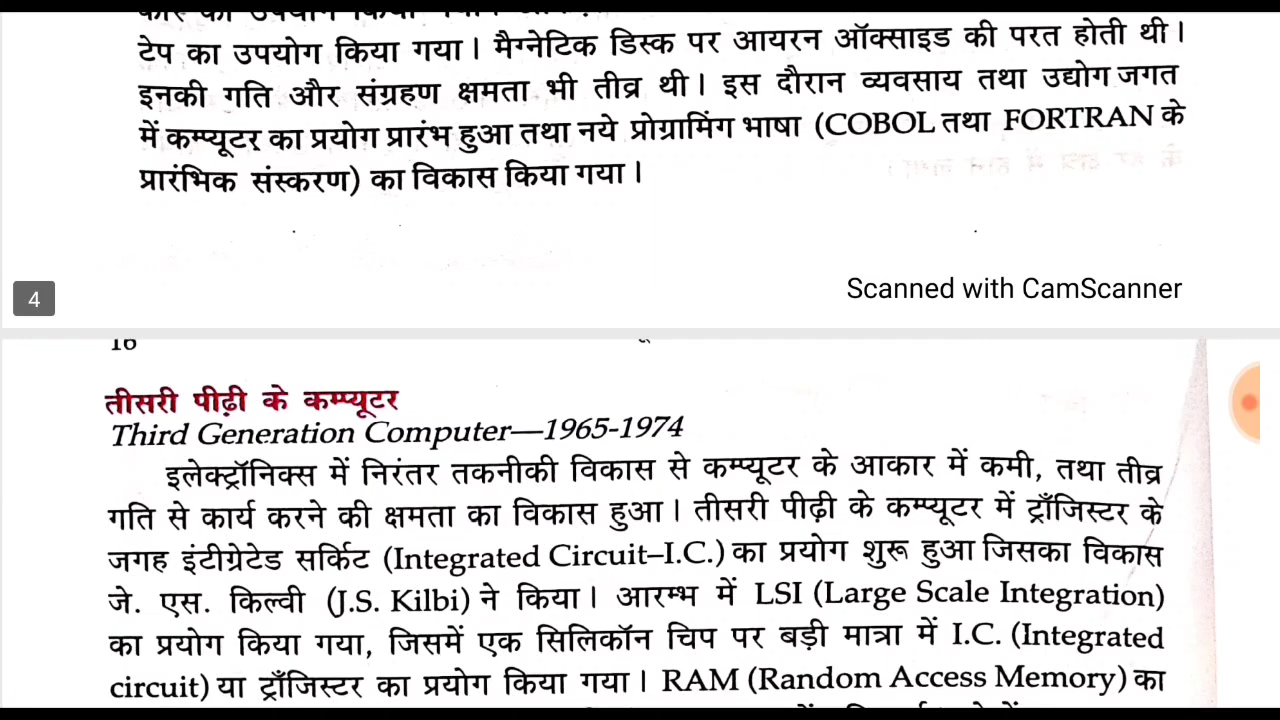 टेप का उपयोग किया गया। मैग्नेटिक डिस्क पर आयरन ऑक्साइड की परत होती थी।
इनकी गति और संग्रहण क्षमता भी तीव्र थी। इस दौरान व्यवसाय तथा उद्योग जगत
में कम्प्यूटर का प्रयोग प्रारंभ हुआ तथा नये प्रोग्रामिंग भाषा (COBOL तथा FORTRAN के
प्रारंभिक संस्करण) का विकास किया गया।
Scanned with CamScanner
4
16
तीसरी पीढ़ी के कम्प्यूटर
Third Generation Computer—1965-1974
इलेक्ट्रॉनिक्स में निरंतर तकनीकी विकास से कम्प्यूटर के आकार में कमी, तथा तीव्र
गति से कार्य करने की क्षमता का विकास हुआ। तीसरी पीढ़ी के कम्प्यूटर में ट्राँजिस्टर के
जगह इंटीग्रेटेड सर्किट (Integrated Circuit–I.C.) का प्रयोग शुरू हुआ जिसका विकास
जे. एस. किल्वी (J.S. Kilbi) ने किया। आरम्भ में LSI (Large Scale Integration)
का प्रयोग किया गया, जिसमें एक सिलिकॉन चिप पर बड़ी मात्रा में I.C. (Integrated
circuit) या ट्राँजिस्टर का प्रयोग किया गया। RAM (Random Access Memory) का